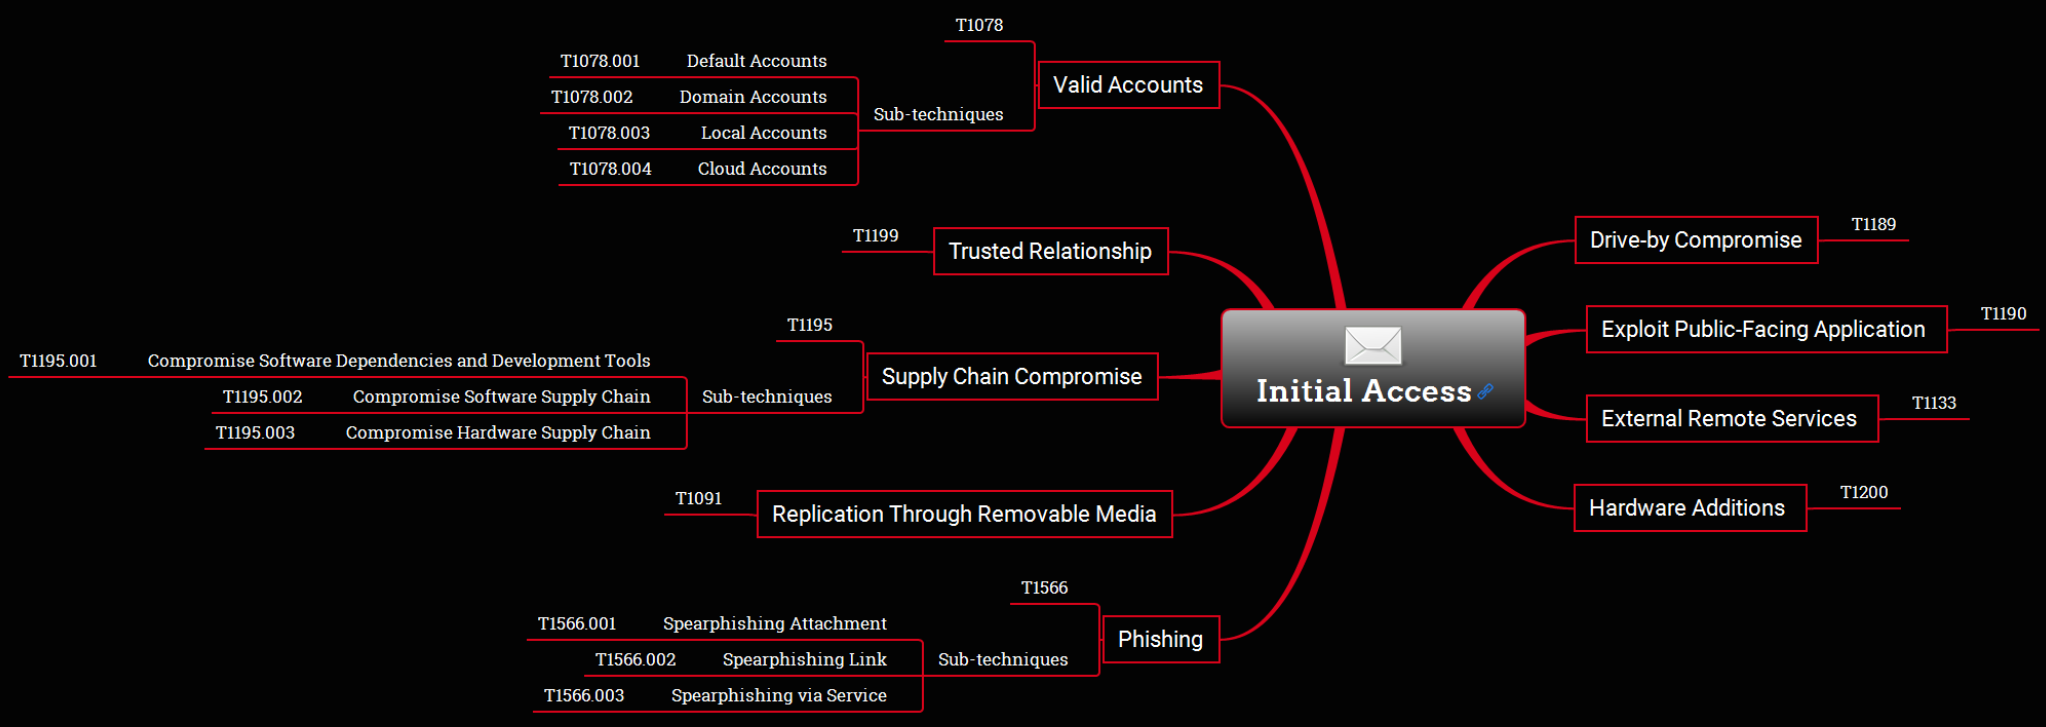 T1078
Valid Accounts
T1078.001 Default Accounts
T1078.002 Domain Accounts
Sub-techniques
T1078.003 Local Accounts
T1078.004 Cloud Accounts
T1199
Trusted Relationship
T1195
Supply Chain Compromise
T1195.001 Compromise Software Dependencies and Development Tools
T1195.002 Compromise Software Supply Chain
Sub-techniques
T1195.003 Compromise Hardware Supply Chain
T1091
Replication Through Removable Media
T1566
Phishing
T1566.001 Spearphishing Attachment
T1566.002 Spearphishing Link
Sub-techniques
T1566.003 Spearphishing via Service
Initial Access
Drive-by Compromise
T1189
Exploit Public-Facing Application
T1190
External Remote Services
T1133
Hardware Additions
T1200